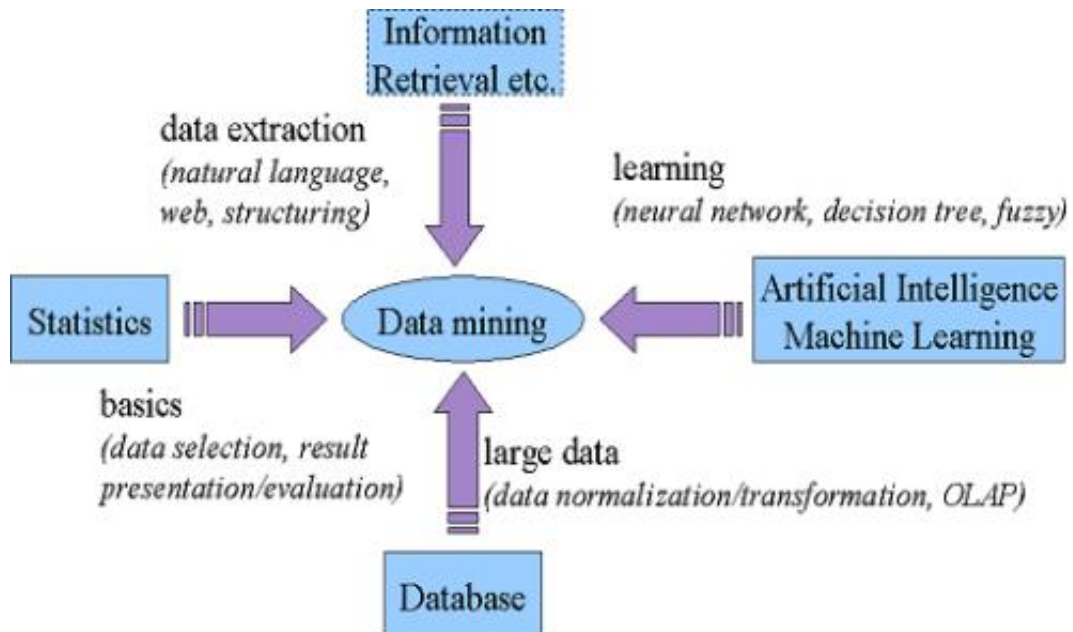 Information
Retrieval etc.
data extraction
(natural language,
web, structuring)
learning
(neural network, decision tree, fuzzy)
Statistics
Data mining
Artificial Intelligence
Machine Learning
basics
(data selection, result
presentation/evaluation)
large data
(data normalization/transformation, OLAP)
Database